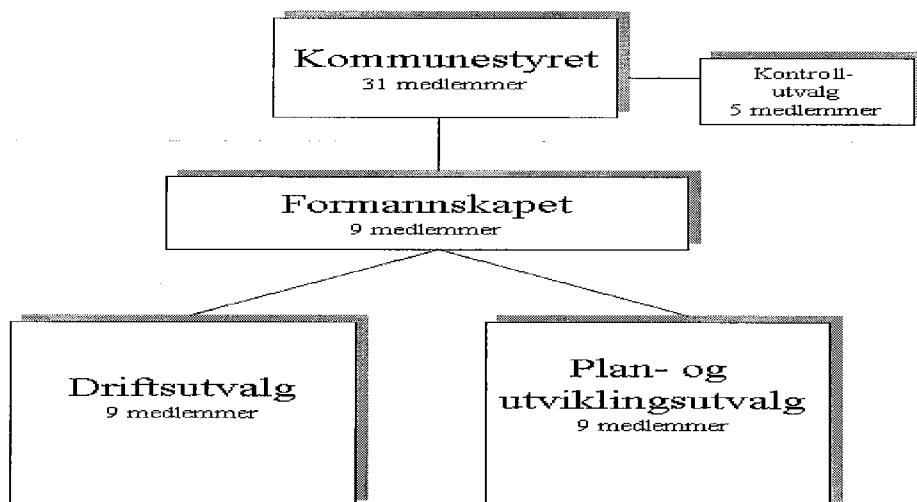 Kommunestyret
31 medlemmer
Kontroll-
utvalg
5 medlemmer
Formannskapet
9 medlemmer
Driftsutvalg
9 medlemmer
Plan- og
utviklingsutvalg
9 medlemmer